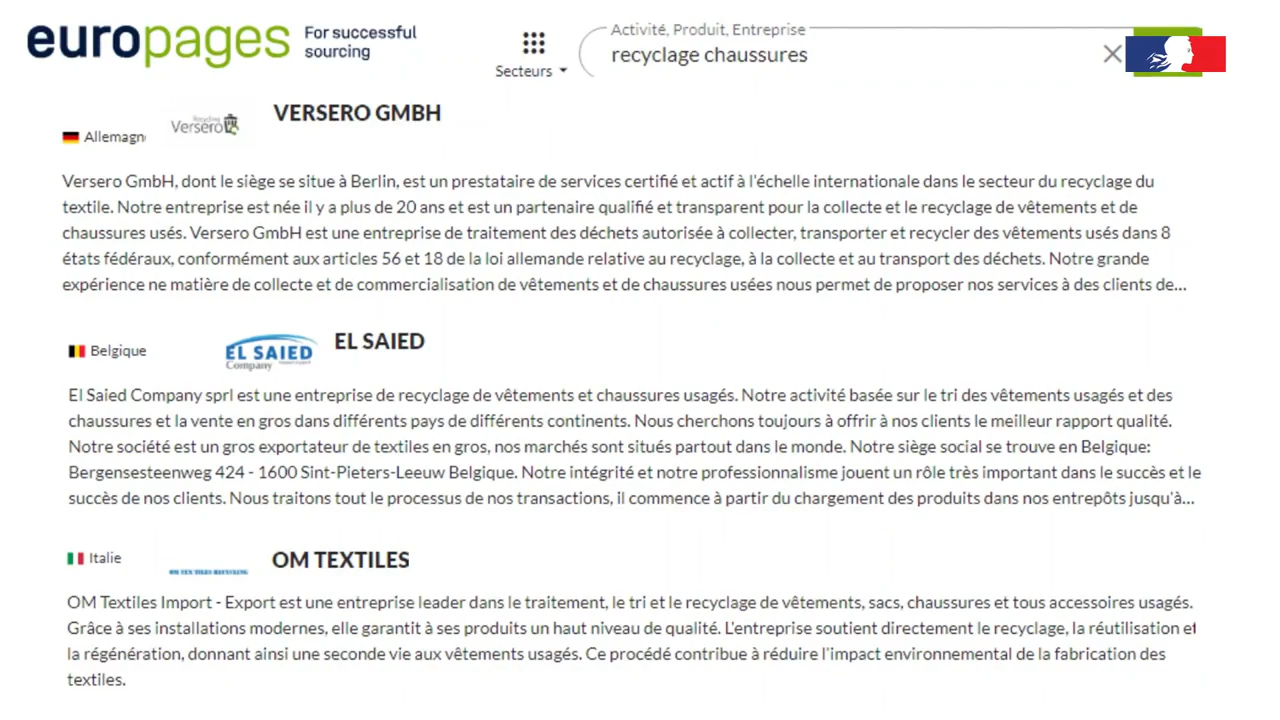 europages
For successful
sourcing
Secteurs
Activité, Produit, Entreprise
recyclage chaussures
Allemagn
Recycling
Versero
VERSERO GMBH
Versero GmbH, dont le siège se situe à Berlin, est un prestataire de services certifié et actif à l'échelle internationale dans le secteur du recyclage du
textile. Notre entreprise est née il y a plus de 20 ans et est un partenaire qualifié et transparent pour la collecte et le recyclage de vêtements et de
chaussures usés. Versero GmbH est une entreprise de traitement des déchets autorisée à collecter, transporter et recycler des vêtements usés dans 8
états fédéraux, conformément aux articles 56 et 18 de la loi allemande relative au recyclage, à la collecte et au transport des déchets. Notre grande
expérience ne matière de collecte et de commercialisation de vêtements et de chaussures usées nous permet de proposer nos services à des clients de...
Belgique
EL SAIED
Company
EL SAIED
El Saied Company sprl est une entreprise de recyclage de vêtements et chaussures usagés. Notre activité basée sur le tri des vêtements usagés et des
chaussures et la vente en gros dans différents pays de différents continents. Nous cherchons toujours à offrir à nos clients le meilleur rapport qualité.
Notre société est un gros exportateur de textiles en gros, nos marchés sont situés partout dans le monde. Notre siège social se trouve en Belgique:
Bergensesteenweg 424 - 1600 Sint-Pieters-Leeuw Belgique. Notre intégrité et notre professionnalisme jouent un rôle très important dans le succès et le
succès de nos clients. Nous traitons tout le processus de nos transactions, il commence à partir du chargement des produits dans nos entrepôts jusqu'à...
Italie
OM TEXTILES RECYCLING
OM TEXTILES
OM Textiles Import - Export est une entreprise leader dans le traitement, le tri et le recyclage de vêtements, sacs, chaussures et tous accessoires usagés.
Grâce à ses installations modernes, elle garantit à ses produits un haut niveau de qualité. L'entreprise soutient directement le recyclage, la réutilisation et
la régénération, donnant ainsi une seconde vie aux vêtements usagés. Ce procédé contribue à réduire l'impact environnemental de la fabrication des
textiles.